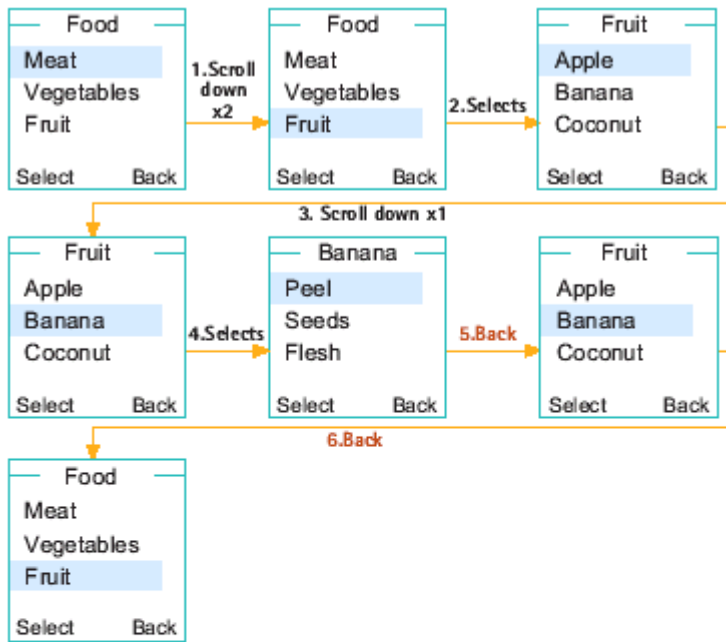 Food
Meat
Vegetables
Fruit
Select Back
1.Scroll
down
x2
Food
Meat
Vegetables
Fruit
Select Back
2.Selects
Fruit
Apple
Banana
Coconut
Select Back
3. Scroll down x1
Fruit
Apple
Banana
Coconut
Select Back
4.Selects
Banana
Peel
Seeds
Flesh
Select Back
5.Back
Fruit
Apple
Banana
Coconut
Select Back
6.Back
Food
Meat
Vegetables
Fruit
Select Back